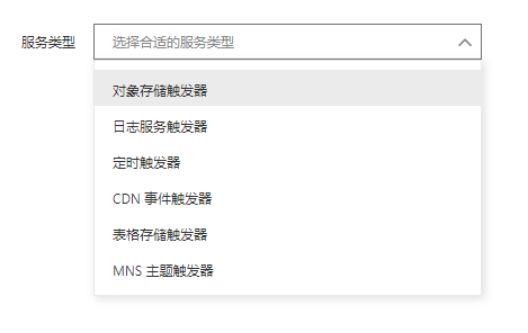 服务类型 选择合适的服务类型
对象存储触发器
日志服务触发器
定时触发器
CDN 事件触发器
表格存储触发器
MNS 主题触发器